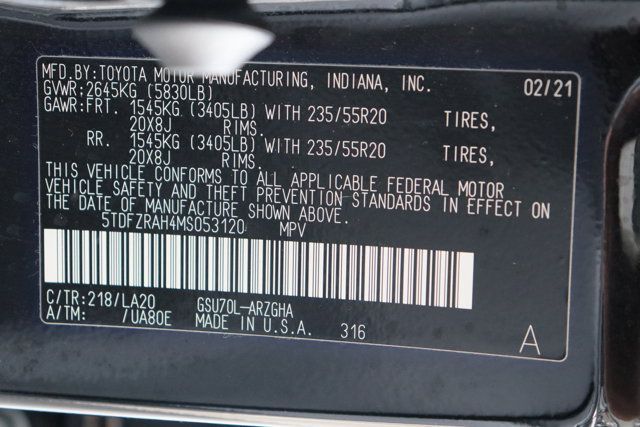 MFD.BY:TOYOTA MOTOR MANUFACTURING, INDIANA, INC. 02/21
GVWR:2645KG (5830LB)
GAWR:FRT. 1545KG (3405LB) WITH 235/55R20 TIRES,
20X8J RIMS.
RR. 1545KG (3405LB) WITH 235/55R20 TIRES,
20X8J RIMS.
THIS VEHICLE CONFORMS TO ALL APPLICABLE FEDERAL MOTOR
VEHICLE SAFETY AND THEFT PREVENTION STANDARDS IN EFFECT ON
THE DATE OF MANUFACTURE SHOWN ABOVE.
5TDFZRAH4MS053120 MPV
C/TR:218/LA20 GSU70L-ARZGHA
A/TM: /UA80E MADE IN U.S.A. 316 A